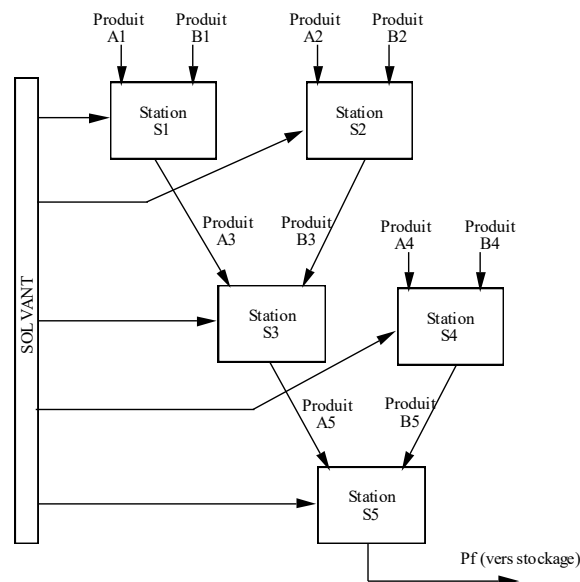 Produit
A1
Produit
B1
Produit
A2
Produit
B2
Station
S1
Station
S2
Produit
A3
Produit
B3
Produit
A4
Produit
B4
SOLVANT
Station
S3
Station
S4
Produit
A5
Produit
B5
Station
S5
Pf (vers stockage)